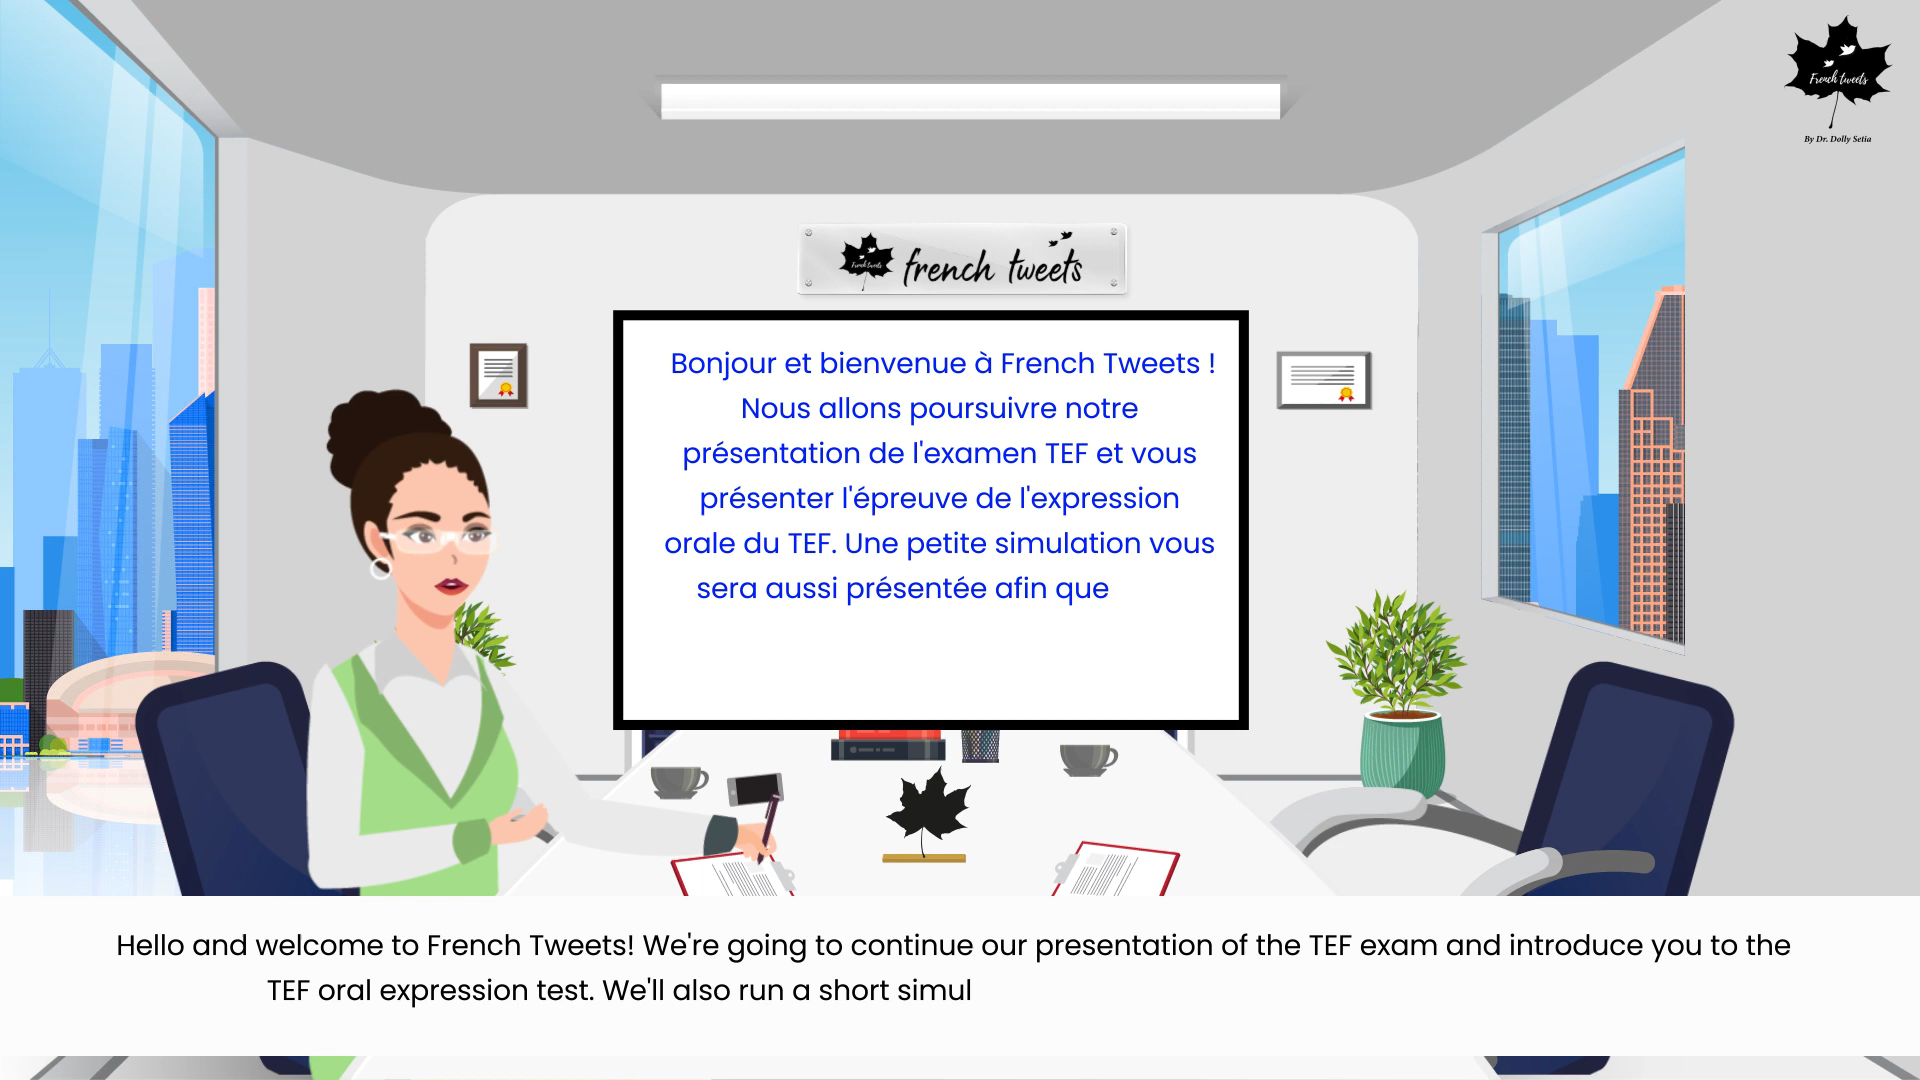 French tweets
By Dr. Dolly Setia
French tweets
french tweets
Bonjour et bienvenue à French Tweets !
Nous allons poursuivre notre
présentation de l'examen TEF et vous
présenter l'épreuve de l'expression
orale du TEF. Une petite simulation vous
sera aussi présentée afin que
Hello and welcome to French Tweets! We're going to continue our presentation of the TEF exam and introduce you to the
TEF oral expression test. We'll also run a short simul